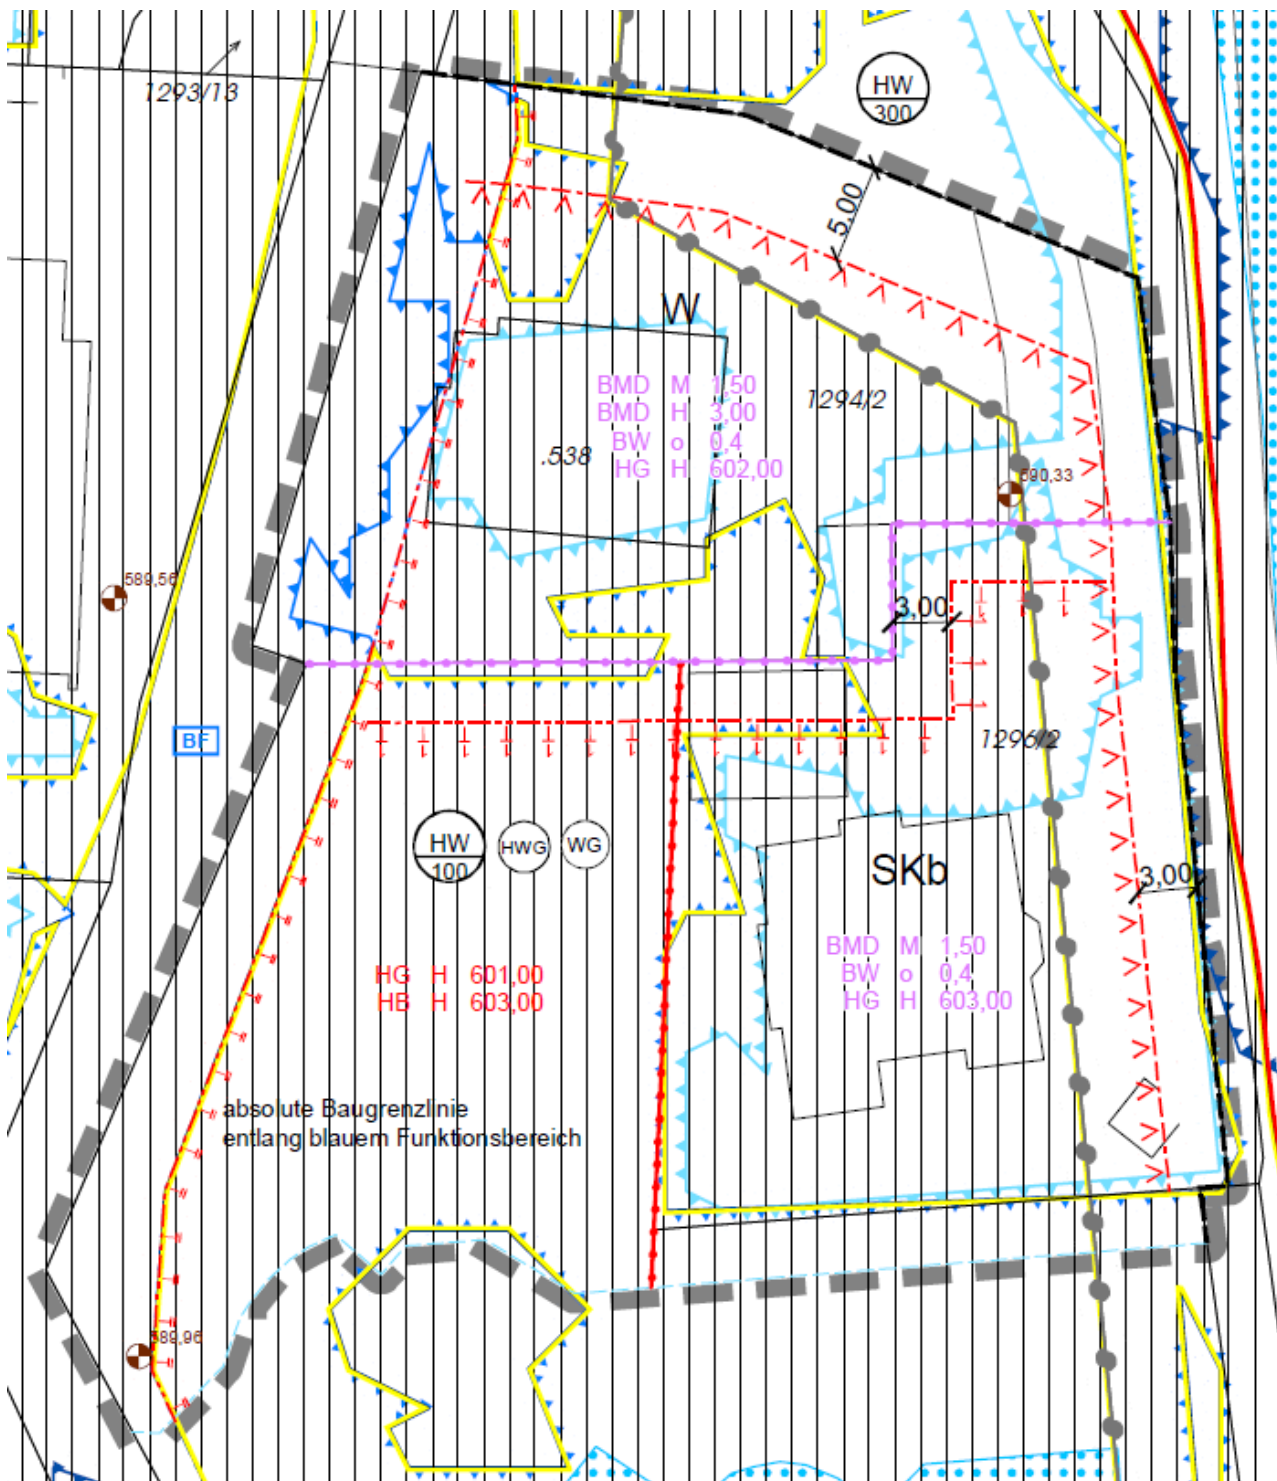 1293/13
HW
300
5,00
W
BMD M 1,50
BMD H 3,00
BW o 0,4
HG H 602,00
1294/2
.538
590,33
589,56
3,00
BF
1296/2
HW
100
HWG
WG
SKb
3,00
BMD M 1,50
BW o 0,4
HG H 603,00
HG H 601,00
HB H 603,00
absolute Baugrenzlinie
entlang blauem Funktionsbereich
589,96